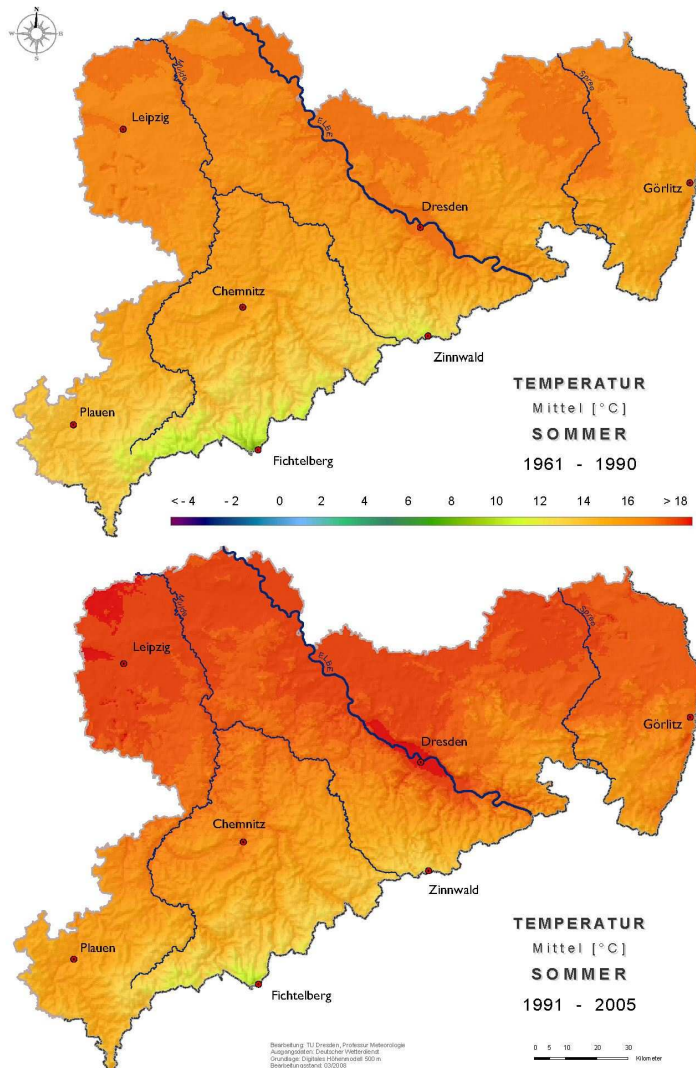 N
W
S
Mulde
ELBE
Spree
Leipzig
Görlitz
Dresden
Chemnitz
Zinnwald
Plauen
Fichtelberg
TEMPERATUR
Mittel [°C]
SOMMER
1961 - 1990
< - 4 - 2 0 2 4 6 8 10 12 14 16 > 18
Mulde
ELBE
Spree
Leipzig
Görlitz
Dresden
Chemnitz
Zinnwald
Plauen
Fichtelberg
TEMPERATUR
Mittel [°C]
SOMMER
1991 - 2005
Bearbeitung: TU Dresden, Professur Meteorologie
Ausgangsdaten: Deutscher Wetterdienst
Grundlage: Digitales Höhenmodell 500 m
Bearbeitungsstand: 03/2008
0 5 10 20 30
Kilometer